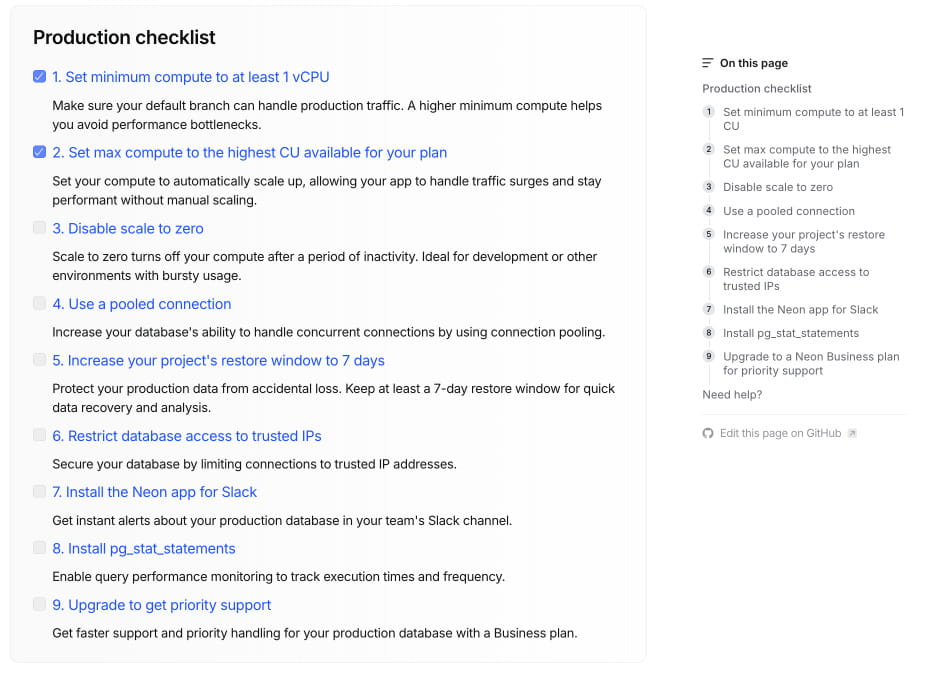 Production checklist
1. Set minimum compute to at least 1 vCPU
Make sure your default branch can handle production traffic. A higher minimum compute helps
you avoid performance bottlenecks.
2. Set max compute to the highest CU available for your plan
Set your compute to automatically scale up, allowing your app to handle traffic surges and stay
performant without manual scaling.
3. Disable scale to zero
Scale to zero turns off your compute after a period of inactivity. Ideal for development or other
environments with bursty usage.
4. Use a pooled connection
Increase your database's ability to handle concurrent connections by using connection pooling.
5. Increase your project's restore window to 7 days
Protect your production data from accidental loss. Keep at least a 7-day restore window for quick
data recovery and analysis.
6. Restrict database access to trusted IPs
Secure your database by limiting connections to trusted IP addresses.
7. Install the Neon app for Slack
Get instant alerts about your production database in your team's Slack channel.
8. Install pg_stat_statements
Enable query performance monitoring to track execution times and frequency.
9. Upgrade to get priority support
Get faster support and priority handling for your production database with a Business plan.
On this page
Production checklist
1 Set minimum compute to at least 1
CU
2 Set max compute to the highest
CU available for your plan
3 Disable scale to zero
4 Use a pooled connection
5 Increase your project's restore
window to 7 days
6 Restrict database access to
trusted IPs
7 Install the Neon app for Slack
8 Install pg_stat_statements
9 Upgrade to a Neon Business plan
for priority support
Need help?
Edit this page on GitHub